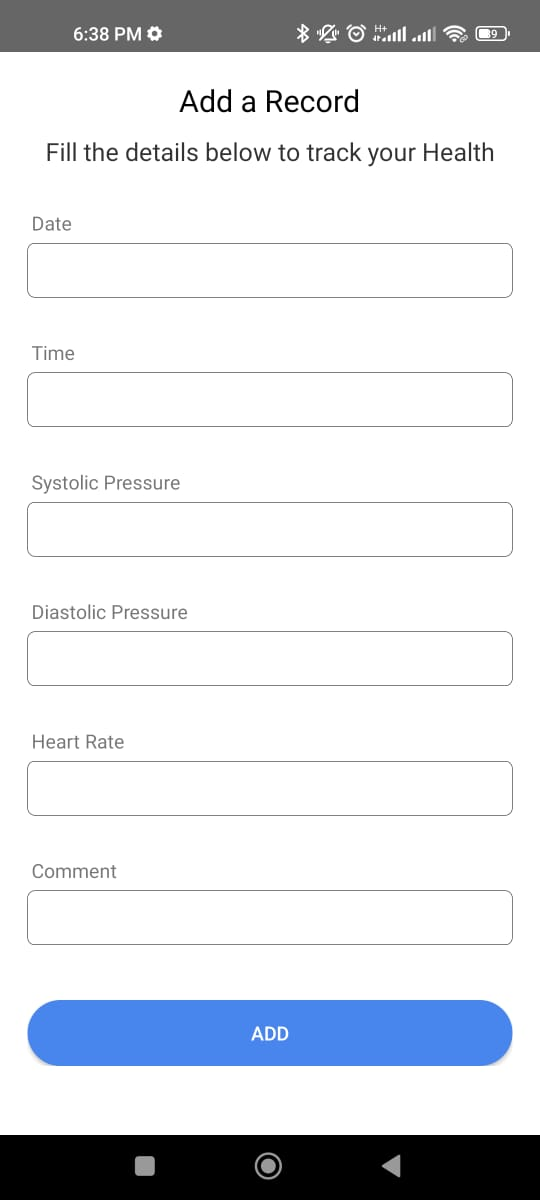 6:38 PM
H+
Add a Record
Fill the details below to track your Health
Date
Time
Systolic Pressure
Diastolic Pressure
Heart Rate
Comment
ADD